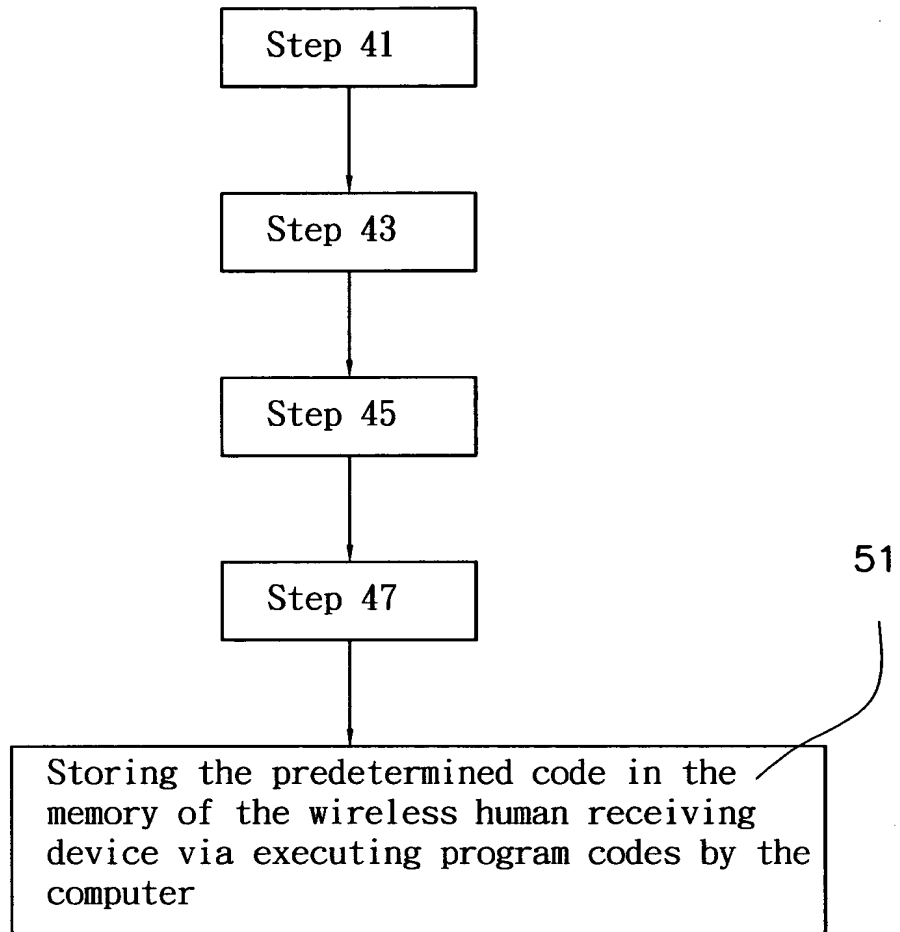 Step 41
Step 43
Step 45
Step 47
51
Storing the predetermined code in the
memory of the wireless human receiving
device via executing program codes by the
computer